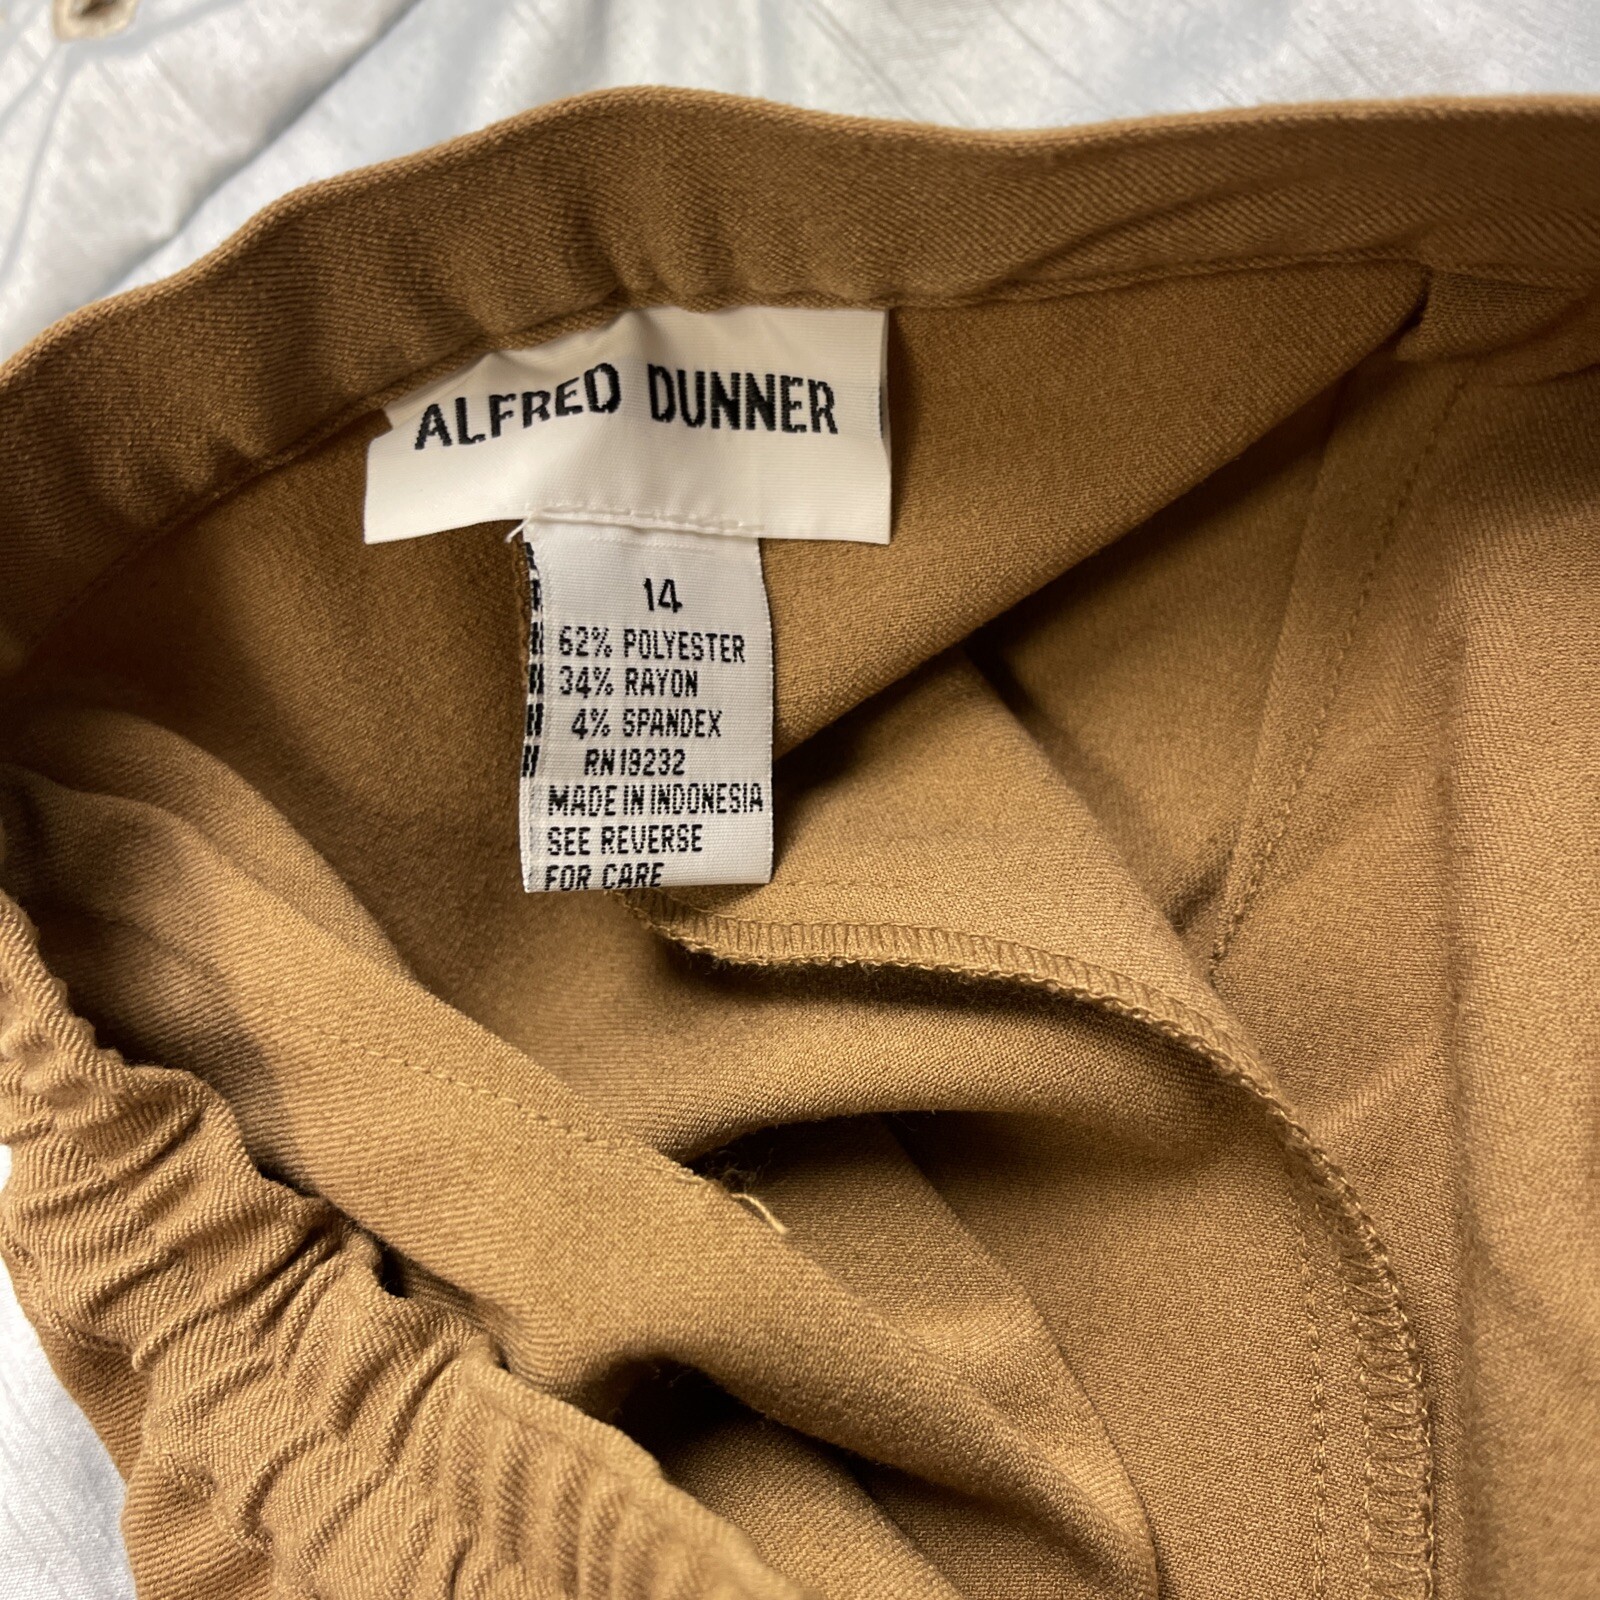 ALFRED DUNNER
14
62% POLYESTER
34% RAYON
4% SPANDEX
RN19232
MADE IN INDONESIA
SEE REVERSE
FOR CARE